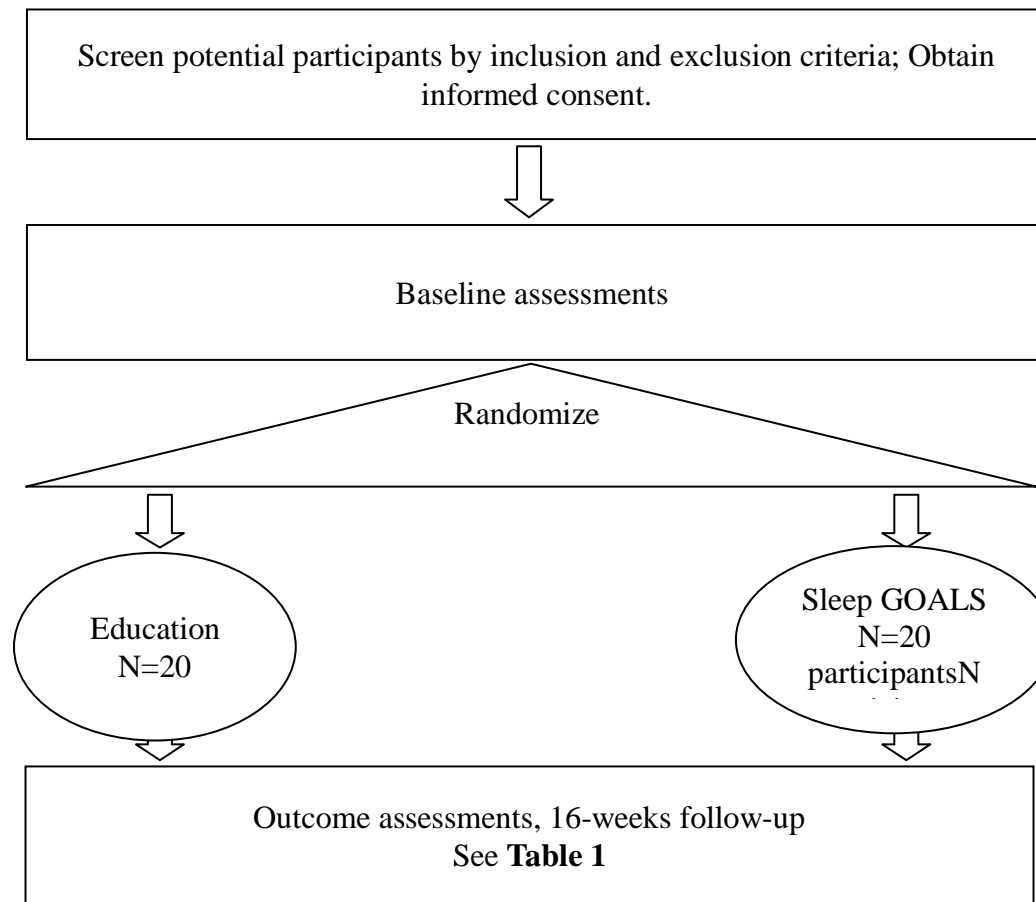 Screen potential participants by inclusion and exclusion criteria; Obtain
informed consent.
Baseline assessments
Randomize
Education
N=20
Sleep GOALS
N=20
participantsN
Outcome assessments, 16-weeks follow-up
See Table 1